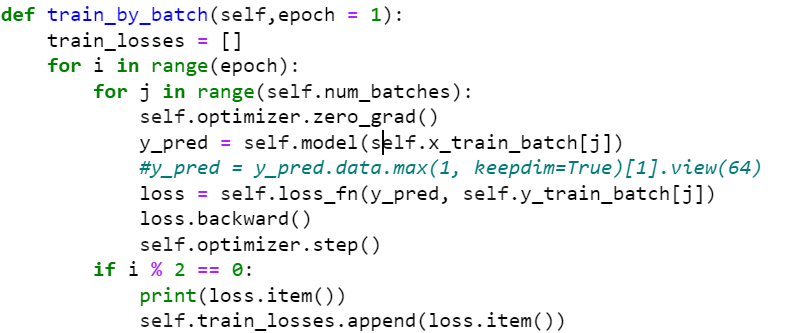 def train_by_batch(self,epoch = 1):
    train_losses = []
    for i in range(epoch):
        for j in range(self.num_batches):
            self.optimizer.zero_grad()
            y_pred = self.model(self.x_train_batch[j])
            #y_pred = y_pred.data.max(1, keepdim=True)[1].view(64)
            loss = self.loss_fn(y_pred, self.y_train_batch[j])
            loss.backward()
            self.optimizer.step()
        if i % 2 == 0:
            print(loss.item())
            self.train_losses.append(loss.item())